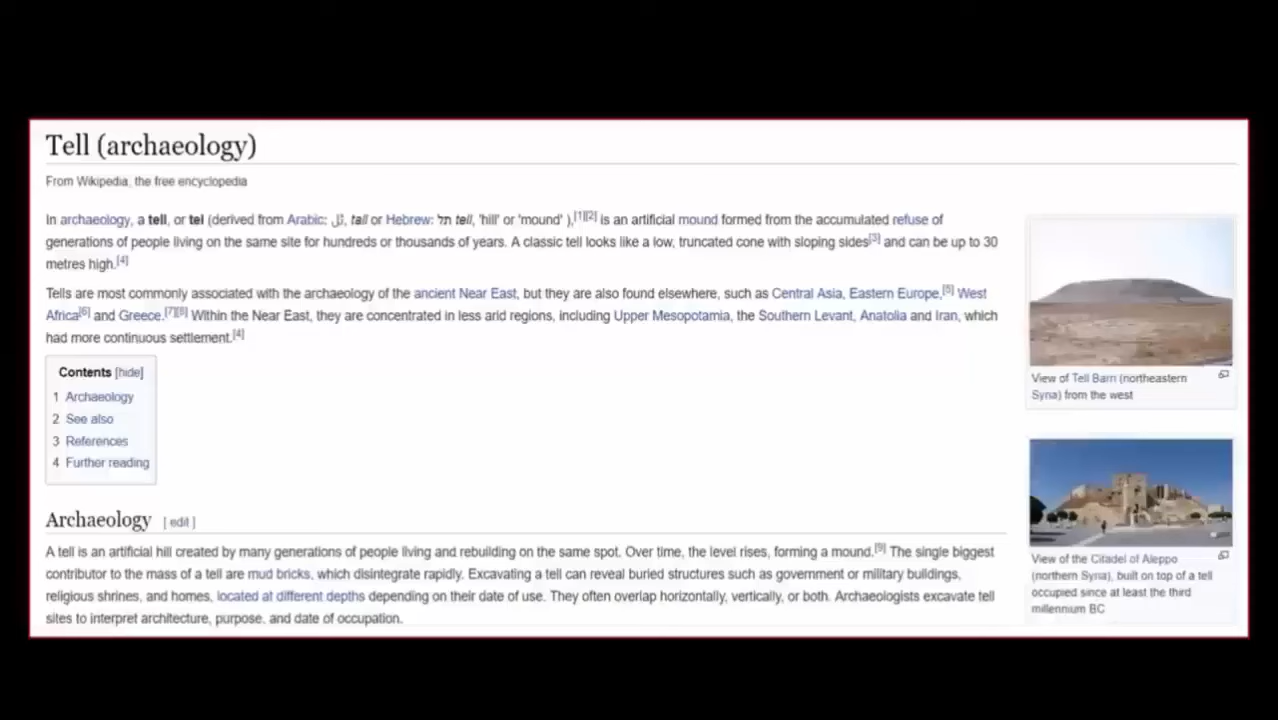 Tell (archaeology)
From Wikipedia, the free encyclopedia
In archaeology, a tell, or tel (derived from Arabic: تَل, tall or Hebrew: תל tell, 'hill' or 'mound' ),[1][2] is an artificial mound formed from the accumulated refuse of
generations of people living on the same site for hundreds or thousands of years. A classic tell looks like a low, truncated cone with sloping sides[3] and can be up to 30
metres high.[4]
Tells are most commonly associated with the archaeology of the ancient Near East, but they are also found elsewhere, such as Central Asia, Eastern Europe,[5] West
Africa[6] and Greece.[7][8] Within the Near East, they are concentrated in less arid regions, including Upper Mesopotamia, the Southern Levant, Anatolia and Iran, which
had more continuous settlement.[4]
Contents [hide]
1 Archaeology
2 See also
3 References
4 Further reading
View of Tell Barri (northeastern
Syria) from the west
View of the Citadel of Aleppo
(northern Syria), built on top of a tell
occupied since at least the third
millennium BC
Archaeology [ edit ]
A tell is an artificial hill created by many generations of people living and rebuilding on the same spot. Over time, the level rises, forming a mound.[9] The single biggest
contributor to the mass of a tell are mud bricks, which disintegrate rapidly. Excavating a tell can reveal buried structures such as government or military buildings,
religious shrines, and homes, located at different depths depending on their date of use. They often overlap horizontally, vertically, or both. Archaeologists excavate tell
sites to interpret architecture, purpose, and date of occupation.